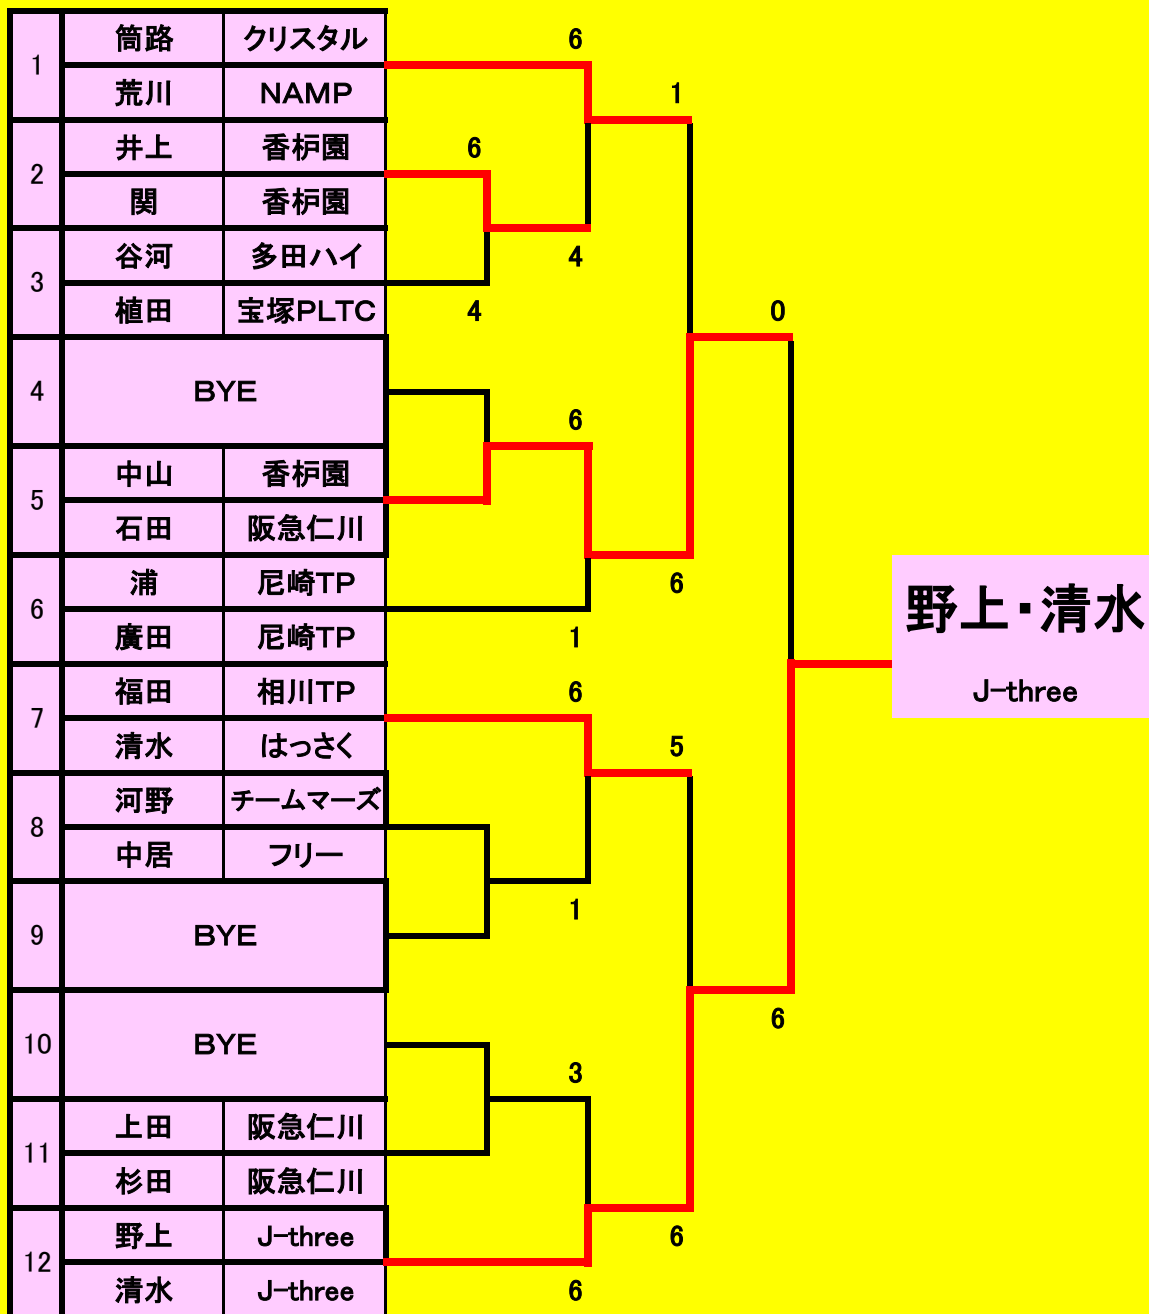 1
筒路 クリスタル
荒川 NAMP
2
井上 香枦園
関 香枦園
3
谷河 多田ハイ
植田 宝塚PLTC
4
BYE
5
中山 香枦園
石田 阪急仁川
6
浦 尼崎TP
廣田 尼崎TP
7
福田 相川TP
清水 はっさく
8
河野 チームマーズ
中居 フリー
9
BYE
10
BYE
11
上田 阪急仁川
杉田 阪急仁川
12
野上 J-three
清水 J-three
6
4
6
4
6
1
6
1
3
6
1
6
5
6
0
6
野上・清水
J-three